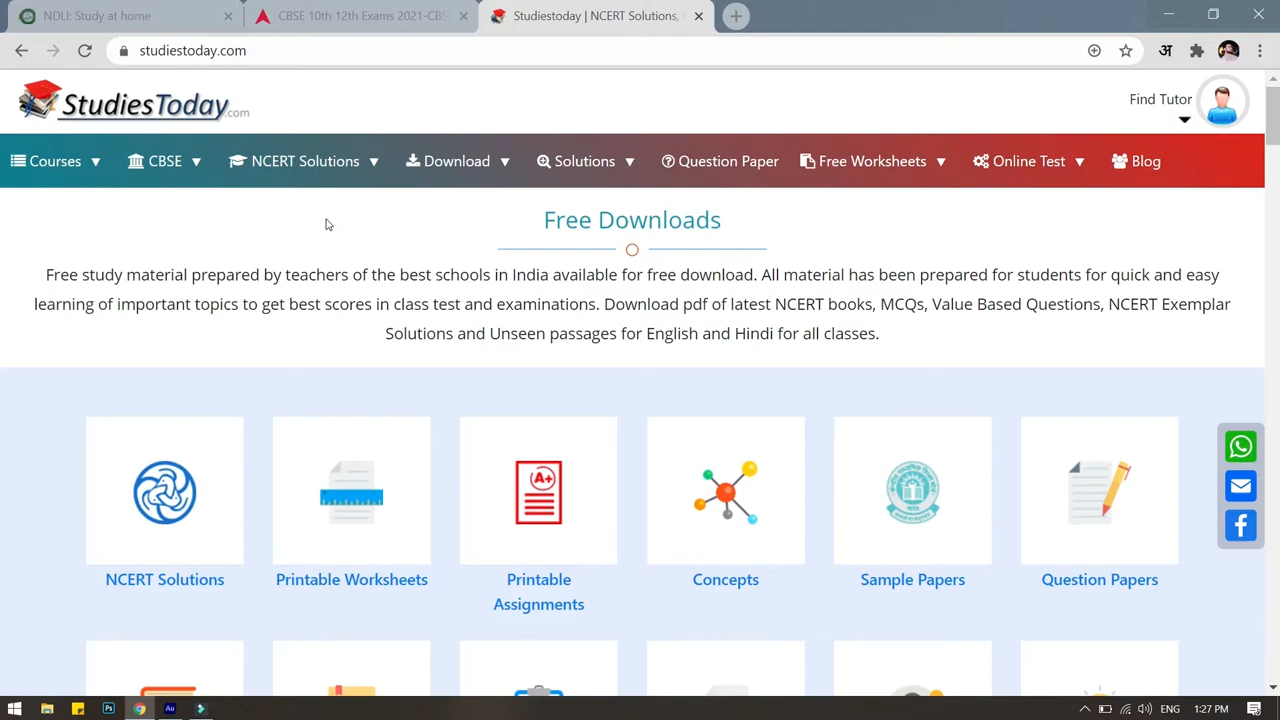 NDLI: Study at home
CBSE 10th 12th Exams 2021-CBS
Studiestoday | NCERT Solutions,
studiestoday.com
अ
StudiesToday.com
Find Tutor
Courses ▼ CBSE ▼ NCERT Solutions ▼ Download ▼ Solutions ▼ Question Paper Free Worksheets ▼ Online Test ▼ Blog
Free Downloads
Free study material prepared by teachers of the best schools in India available for free download. All material has been prepared for students for quick and easy
learning of important topics to get best scores in class test and examinations. Download pdf of latest NCERT books, MCQs, Value Based Questions, NCERT Exemplar
Solutions and Unseen passages for English and Hindi for all classes.
A+
NCERT Solutions
Printable Worksheets
Printable
Assignments
Concepts
Sample Papers
Question Papers
Ps
Au
ENG
1:27 PM